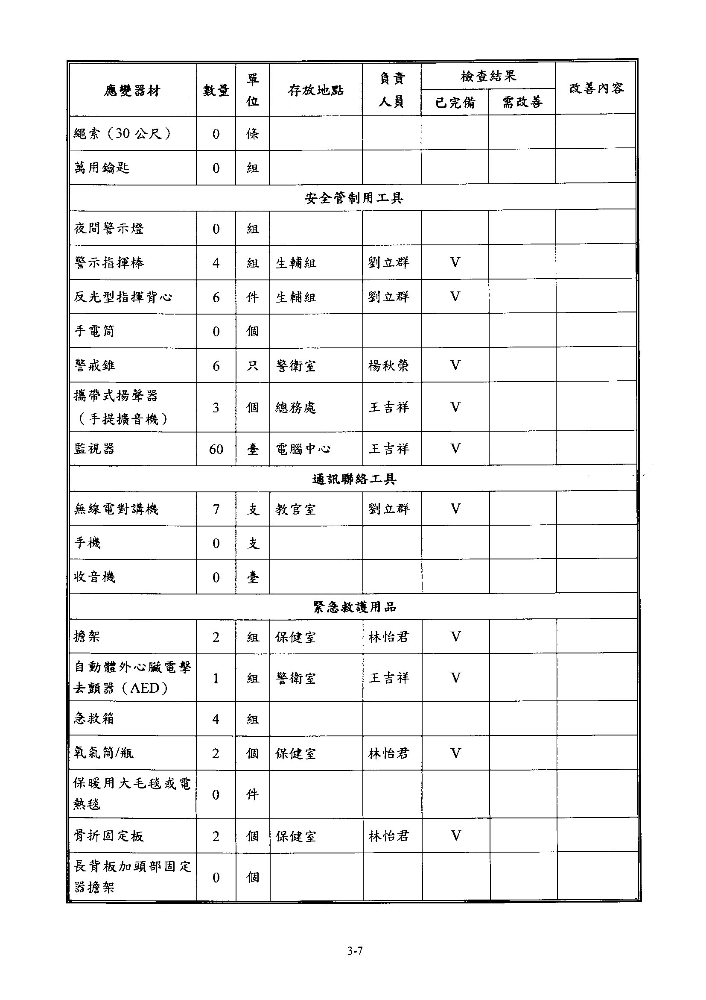 應變器材 數量 單位 存放地點 負責人員 檢查結果 改善內容
已完備 需改善
繩索（30 公尺） 0 條
萬用鑰匙 0 組
安全管制用工具
夜間警示燈 0 組
警示指揮棒 4 組 生輔組 劉立群 V
反光型指揮背心 6 件 生輔組 劉立群 V
手電筒 0 個
警戒錐 6 只 警衛室 楊秋榮 V
攜帶式揚聲器
（手提擴音機） 3 個 總務處 王吉祥 V
監視器 60 臺 電腦中心 王吉祥 V
通訊聯絡工具
無線電對講機 7 支 教官室 劉立群 V
手機 0 支
收音機 0 臺
緊急救護用品
擔架 2 組 保健室 林怡君 V
自動體外心臟電擊
去顫器（AED） 1 組 警衛室 王吉祥 V
急救箱 4 組
氧氣筒/瓶 2 個 保健室 林怡君 V
保暖用大毛毯或電
熱毯 0 件
骨折固定板 2 個 保健室 林怡君 V
長背板加頭部固定
器擔架 0 個
3-7